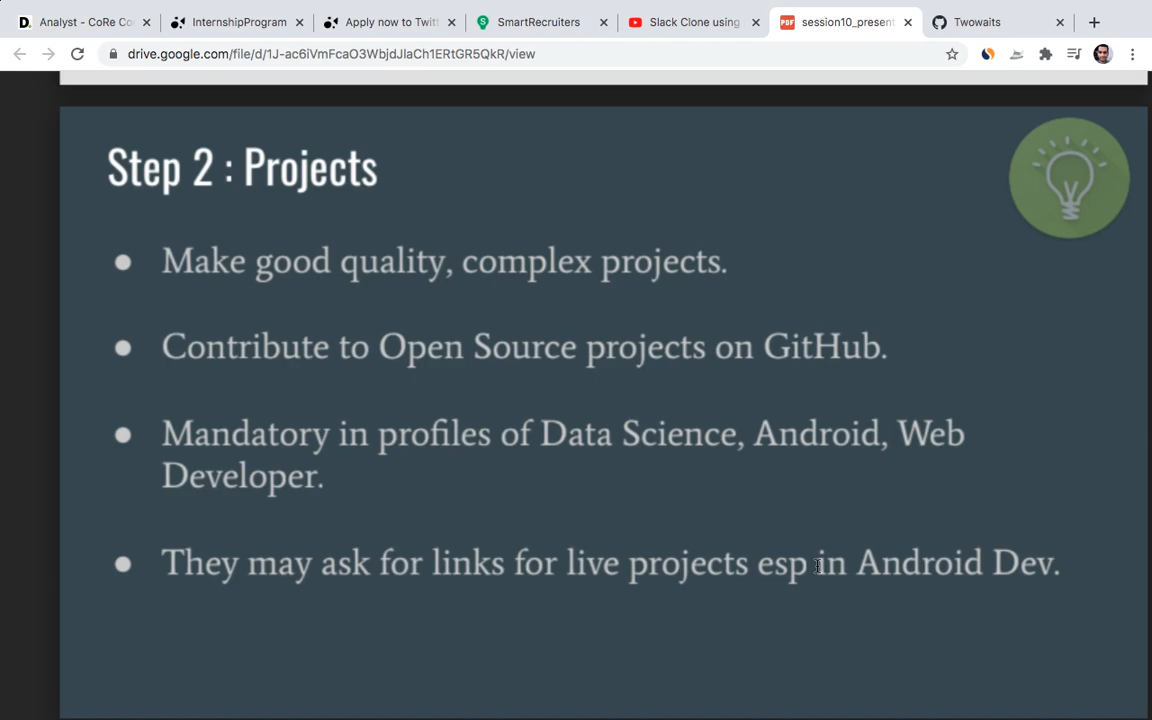 Analyst - CoRe Co
InternshipProgram
Apply now to Twitt
SmartRecruiters
Slack Clone using
PDF
session10_present
Twowaits
drive.google.com/file/d/1J-ac6iVmFcaO3WbjdJlaCh1ERtGR5QkR/view
Step 2 : Projects
● Make good quality, complex projects.
● Contribute to Open Source projects on GitHub.
● Mandatory in profiles of Data Science, Android, Web
Developer.
● They may ask for links for live projects esp in Android Dev.